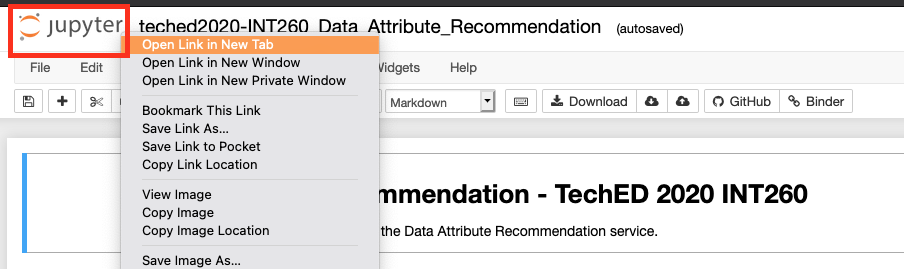 jupyter teched2020-INT260_Data_Attribute_Recommendation (autosaved)
Open Link in New Tab
Open Link in New Window
Open Link in New Private Window
File Edit Widgets Help
Markdown Download GitHub Binder
Bookmark This Link
Save Link As...
Save Link to Pocket
Copy Link Location
View Image
Copy Image
Copy Image Location
Save Image As...
mmendation - TechED 2020 INT260
the Data Attribute Recommendation service.